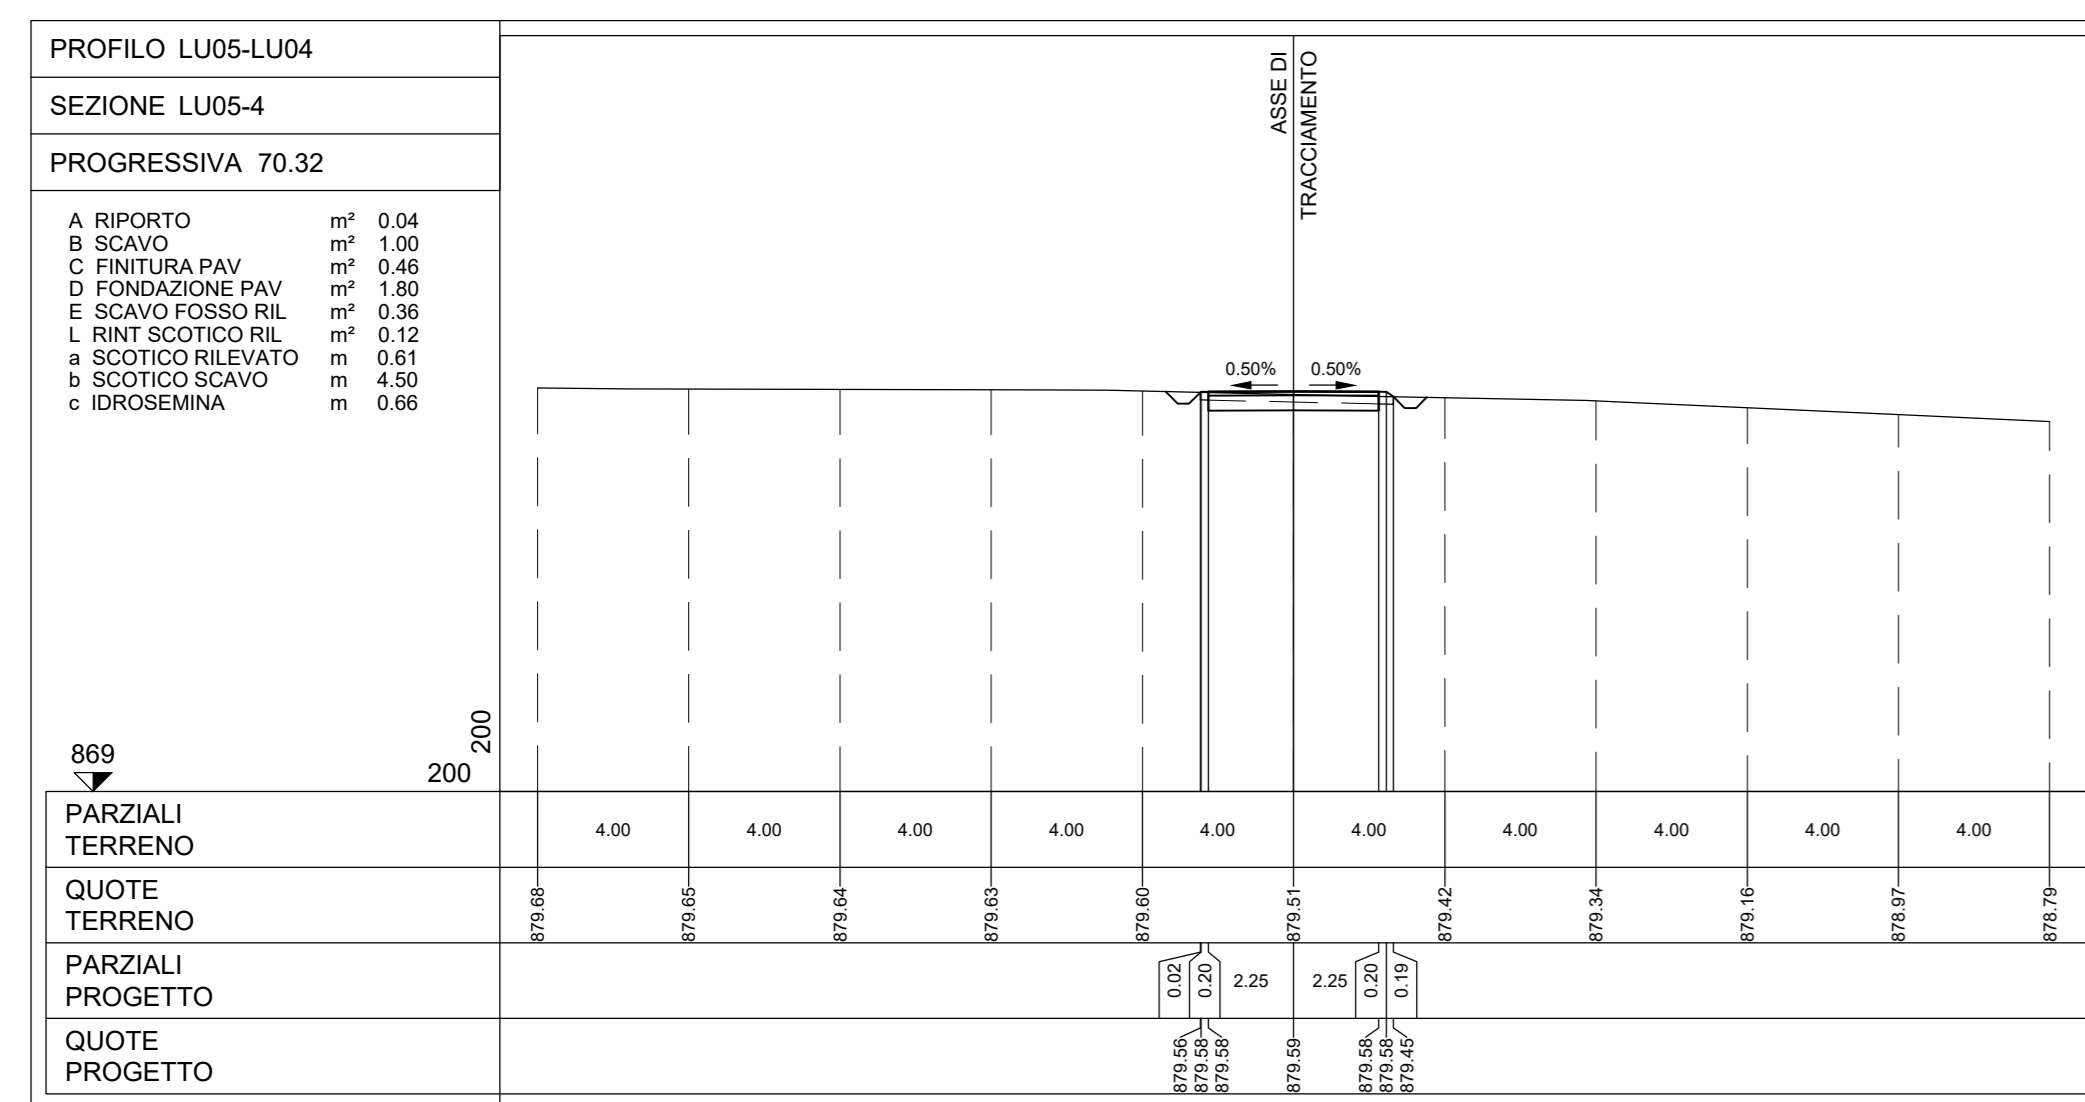 PROFILO LU05-LU04
SEZIONE LU05-4
PROGRESSIVA 70.32
A RIPORTO m² 0.04
B SCAVO m² 1.00
C FINITURA PAV m² 0.46
D FONDAZIONE PAV m² 1.80
E SCAVO FOSSO RIL m² 0.36
L RINT SCOTICO RIL m² 0.12
a SCOTICO RILEVATO m 0.61
b SCOTICO SCAVO m 4.50
c IDROSEMINA m 0.66
ASSE DI
TRACCIAMENTO
0.50% 0.50%
869
200
200
PARZIALI
TERRENO
4.00 4.00 4.00 4.00 4.00 4.00 4.00 4.00 4.00 4.00
QUOTE
TERRENO
879.68 879.65 879.64 879.63 879.60 879.51 879.42 879.34 879.16 878.97 878.79
PARZIALI
PROGETTO
0.02 0.20 2.25 2.25 0.20 0.19
QUOTE
PROGETTO
879.56 879.58 879.58 879.59 879.58 879.58 879.45